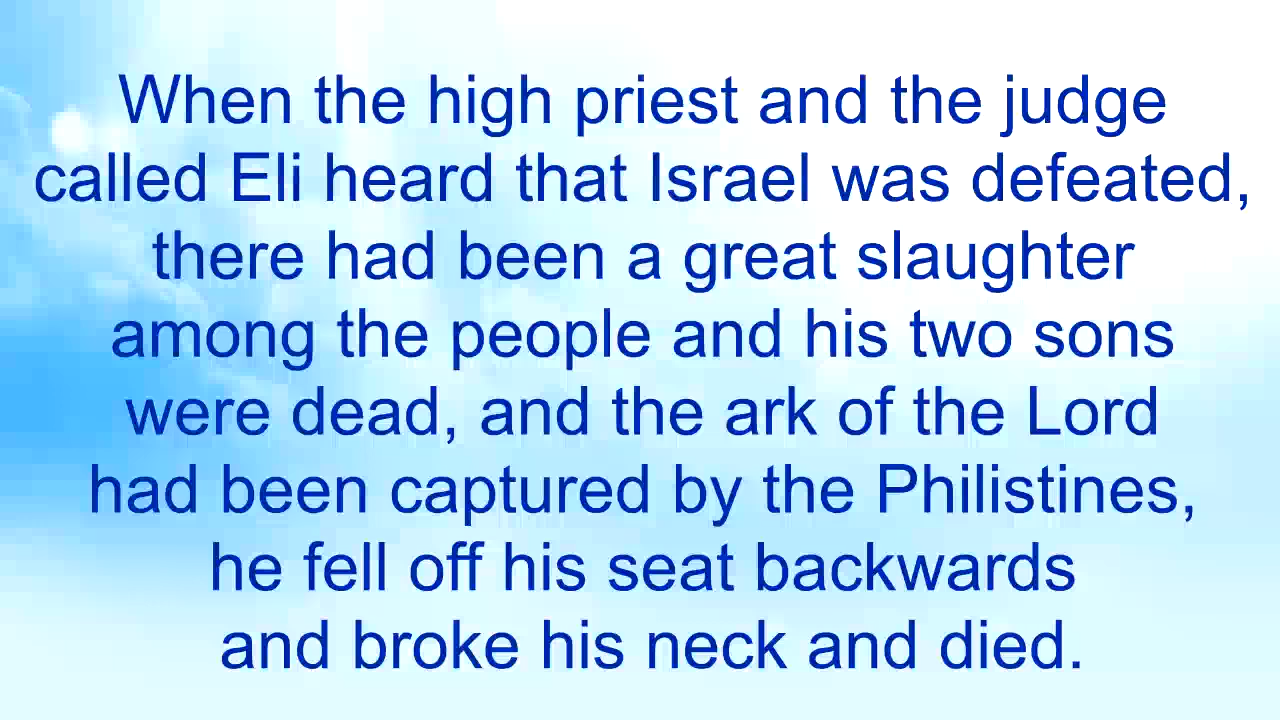 When the high priest and the judge
called Eli heard that Israel was defeated,
there had been a great slaughter
among the people and his two sons
were dead, and the ark of the Lord
had been captured by the Philistines,
he fell off his seat backwards
and broke his neck and died.